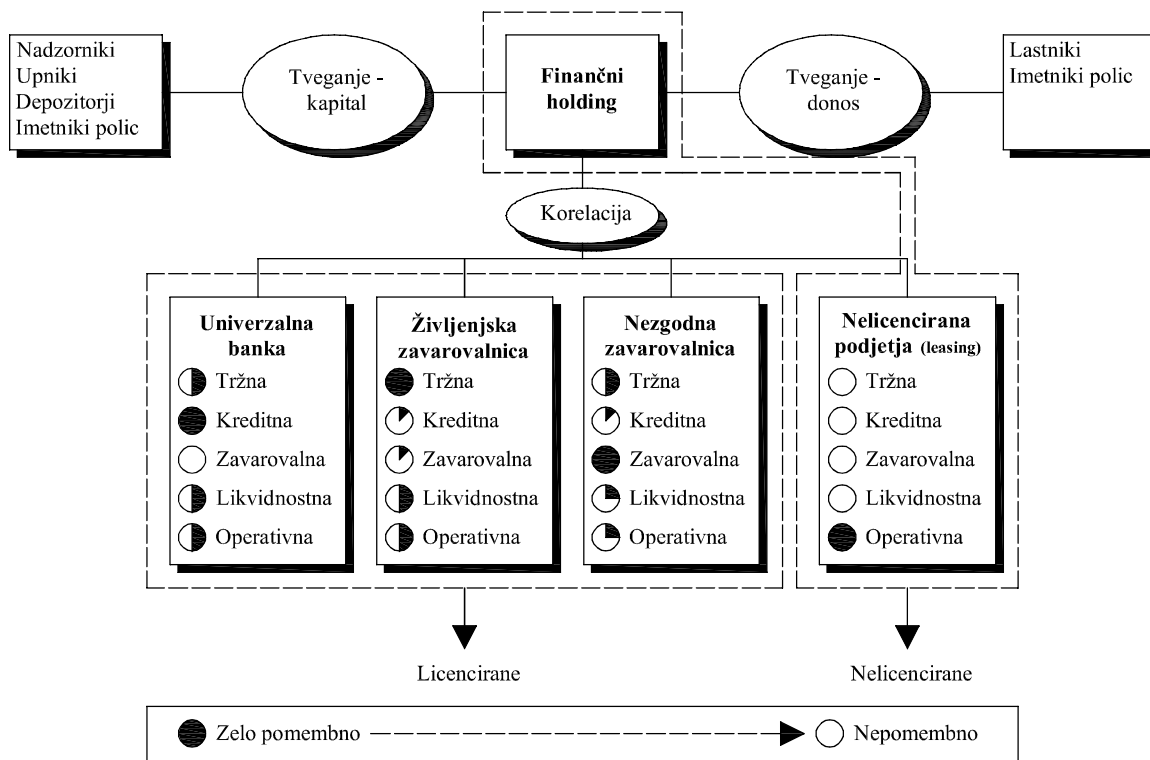 Nadzorniki
Upniki
Depozitorji
Imetniki polic
Tveganje -
kapital
Finančni
holding
Tveganje -
donos
Lastniki
Imetniki polic
Korelacija
Univerzalna
banka
Tržna
Kreditna
Zavarovalna
Likvidnostna
Operativna
Življenjska
zavarovalnica
Tržna
Kreditna
Zavarovalna
Likvidnostna
Operativna
Nezgodna
zavarovalnica
Tržna
Kreditna
Zavarovalna
Likvidnostna
Operativna
Nelicencirana
podjetja (leasing)
Tržna
Kreditna
Zavarovalna
Likvidnostna
Operativna
Licencirane
Nelicencirane
Zelo pomembno
Nepomembno